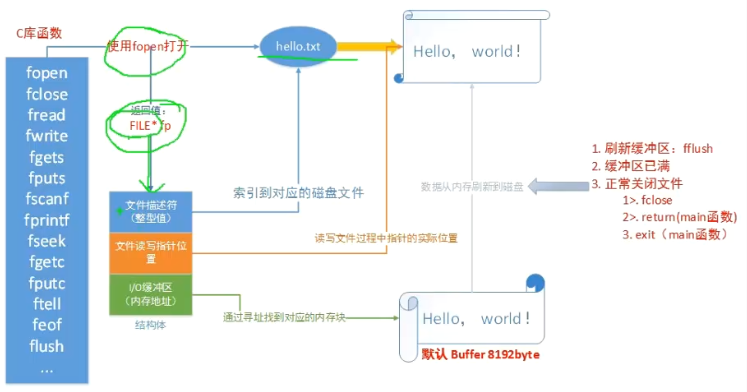 C库函数
fopen
fclose
fread
fwrite
fgets
fputs
fscanf
fprintf
fseek
fgetc
fputc
ftell
feof
flush
...
使用fopen打开
返回值：
FILE* fp
文件描述符
（整型值）
文件读写指针位
置
I/O缓冲区
（内存地址）
结构体
hello.txt
索引到对应的磁盘文件
读写文件过程中指针的实际位置
通过寻址找到对应的内存块
Hello， world！
数据从内存刷新到磁盘
Hello， world！
默认 Buffer 8192byte
1. 刷新缓冲区：fflush
2. 缓冲区已满
3. 正常关闭文件
1>. fclose
2>. return(main函数)
3. exit（main函数）